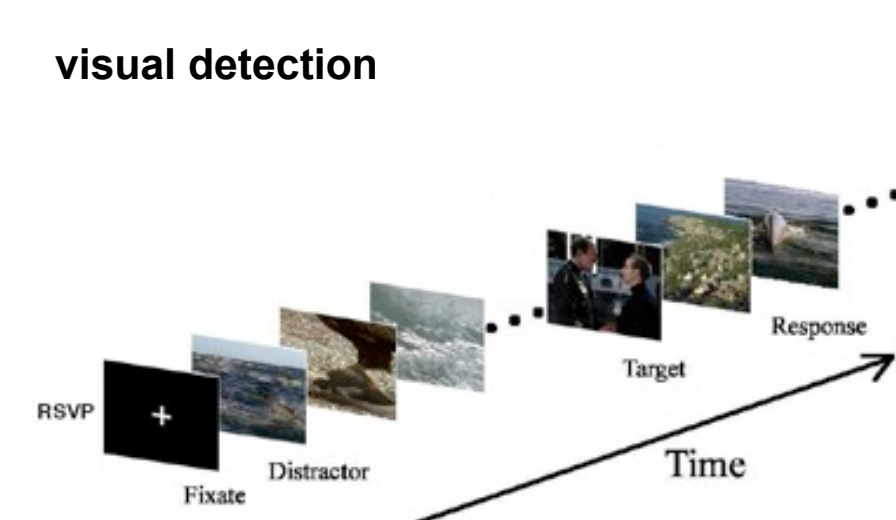 visual detection
Response
Target
RSVP
Time
Distractor
Fixate